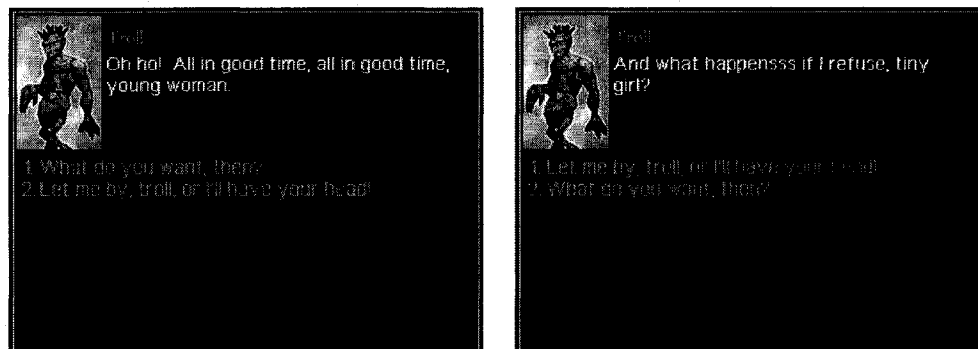 Troll
Oh ho! All in good time, all in good time,
young woman.
1. What do you want, then?
2. Let me by, troll, or I'll have your head!
Troll
And what happensss if I refuse, tiny
girl?
1. Let me by, troll, or I'll have your head!
2. What do you want, then?